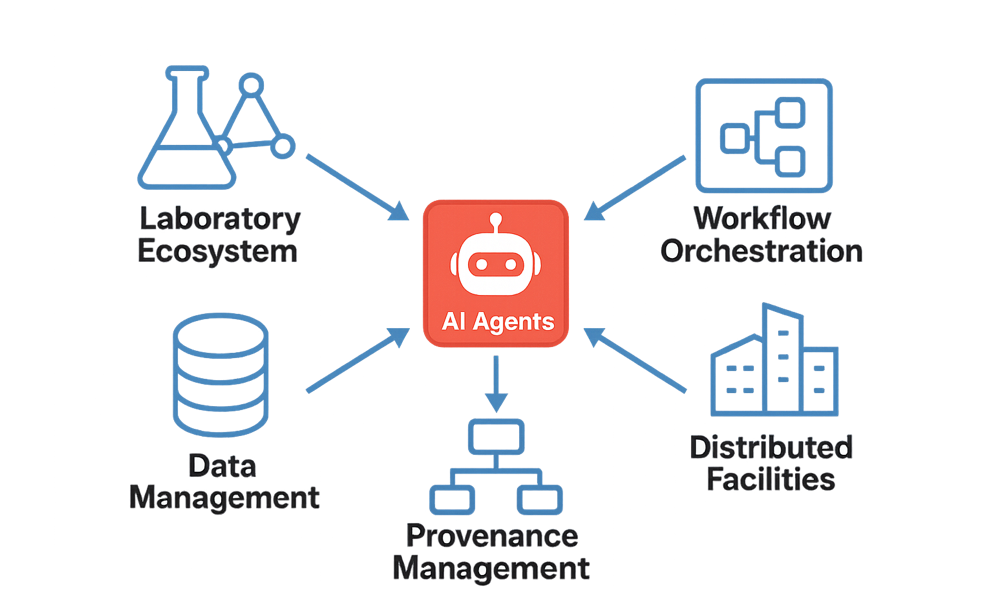 Laboratory
Ecosystem
Workflow
Orchestration
AI Agents
Data
Management
Distributed
Facilities
Provenance
Management